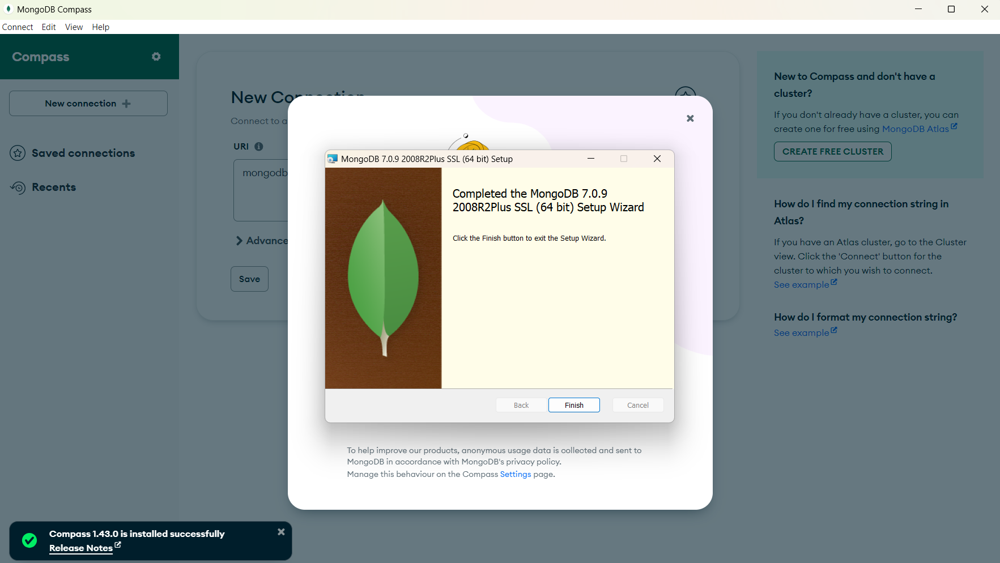 MongoDB Compass
Connect Edit View Help
Compass
New connection
Saved connections
Recents
New Connection
Connect to a
URI
mongodb
Advance
Save
MongoDB 7.0.9 2008R2Plus SSL (64 bit) Setup
Completed the MongoDB 7.0.9
2008R2Plus SSL (64 bit) Setup Wizard
Click the Finish button to exit the Setup Wizard.
Back Finish Cancel
To help improve our products, anonymous usage data is collected and sent to
MongoDB in accordance with MongoDB's privacy policy.
Manage this behaviour on the Compass Settings page.
New to Compass and don't have a
cluster?
If you don't already have a cluster, you can
create one for free using MongoDB Atlas
CREATE FREE CLUSTER
How do I find my connection string in
Atlas?
If you have an Atlas cluster, go to the Cluster
view. Click the 'Connect' button for the
cluster to which you wish to connect.
See example
How do I format my connection string?
See example
Compass 1.43.0 is installed successfully
Release Notes